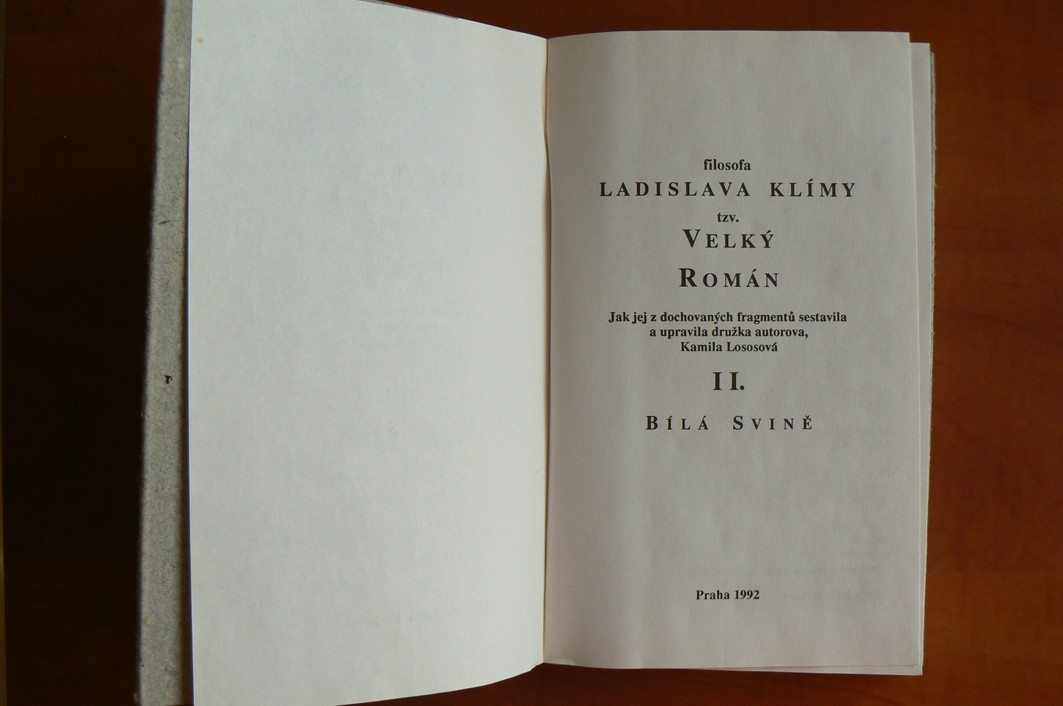 filosofa
LADISLAVA KLÍMY
tzv.
VELKÝ
ROMÁN
Jak jej z dochovaných fragmentů sestavila
a upravila družka autorova,
Kamila Lososová
II.
BÍLÁ SVINĚ
Praha 1992